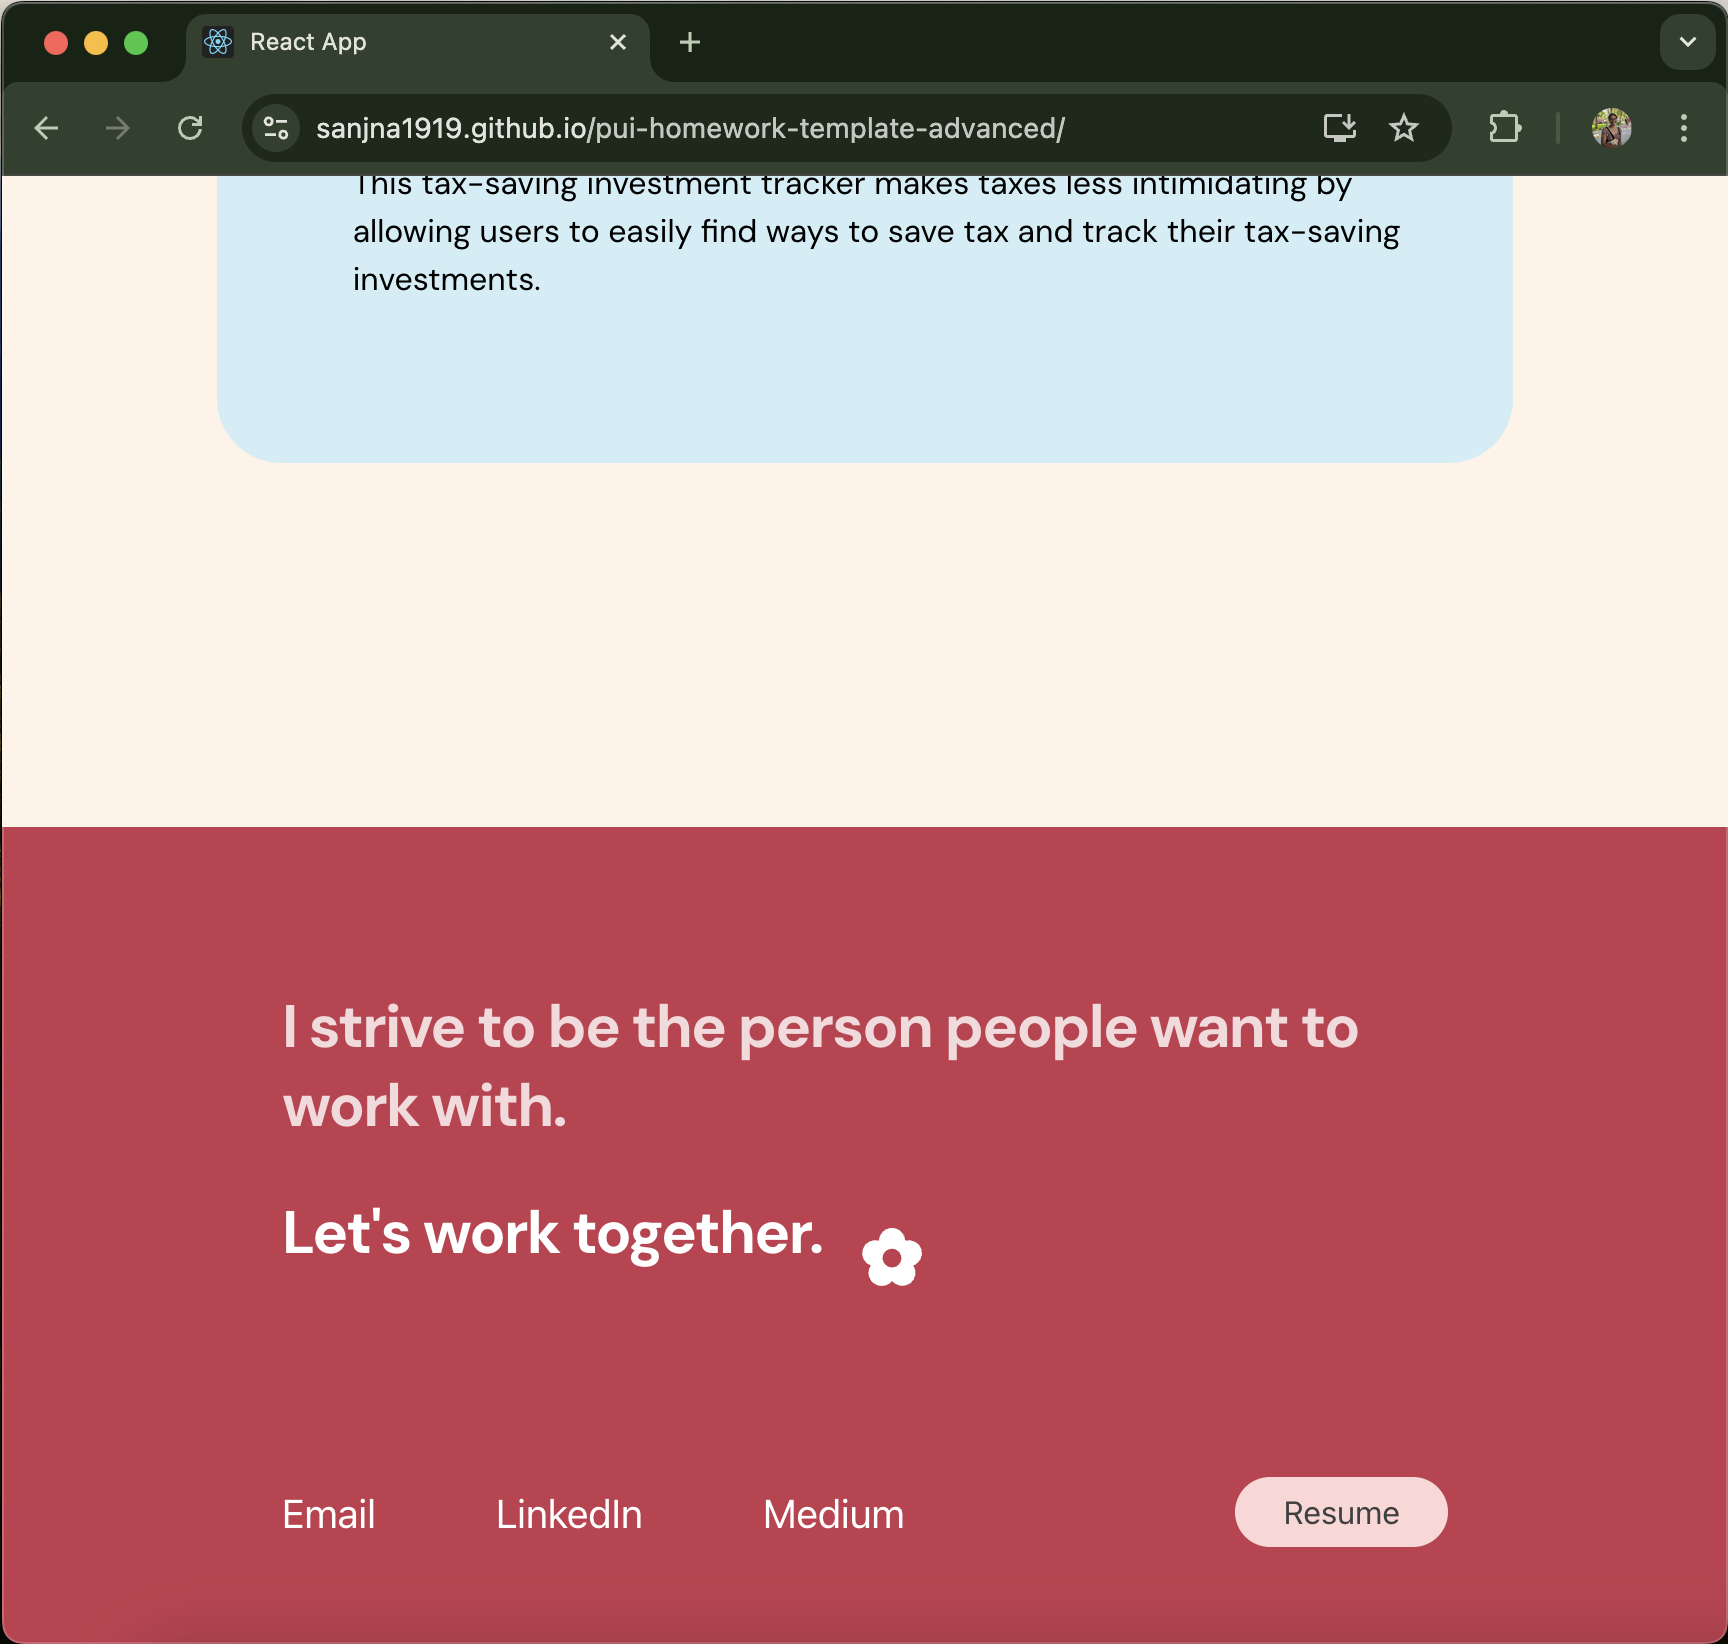 React App
sanjna1919.github.io/pui-homework-template-advanced/
This tax-saving investment tracker makes taxes less intimidating by
allowing users to easily find ways to save tax and track their tax-saving
investments.
I strive to be the person people want to
work with.
Let's work together.
Email LinkedIn Medium Resume